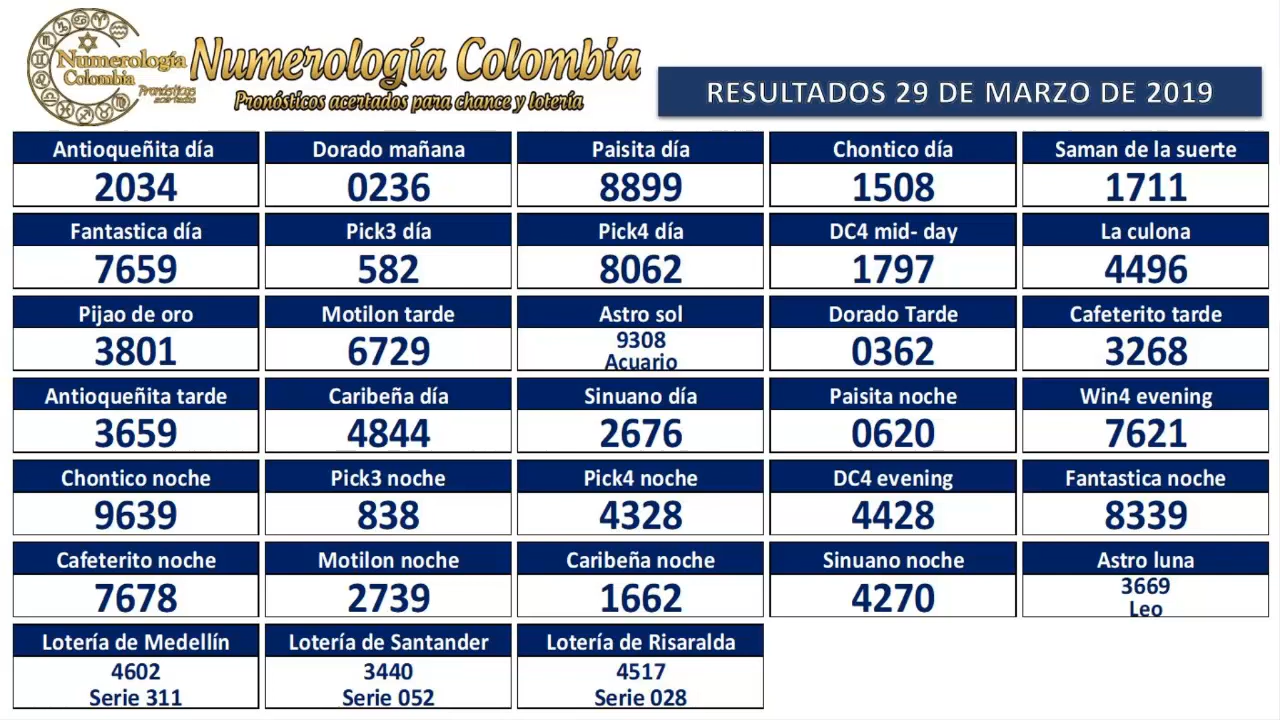 Numerología
Colombia
Pronósticos
acertados
Numerología Colombia
Pronósticos acertados para chance y lotería
RESULTADOS 29 DE MARZO DE 2019
Antioqueñita día Dorado mañana Paisita día Chontico día Saman de la suerte
2034 0236 8899 1508 1711
Fantastica día Pick3 día Pick4 día DC4 mid- day La culona
7659 582 8062 1797 4496
Pijao de oro Motilon tarde Astro sol Dorado Tarde Cafeterito tarde
3801 6729 9308 0362 3268
Acuario
Antioqueñita tarde Caribeña día Sinuano día Paisita noche Win4 evening
3659 4844 2676 0620 7621
Chontico noche Pick3 noche Pick4 noche DC4 evening Fantastica noche
9639 838 4328 4428 8339
Cafeterito noche Motilon noche Caribeña noche Sinuano noche Astro luna
7678 2739 1662 4270 3669
Leo
Lotería de Medellín Lotería de Santander Lotería de Risaralda
4602 3440 4517
Serie 311 Serie 052 Serie 028